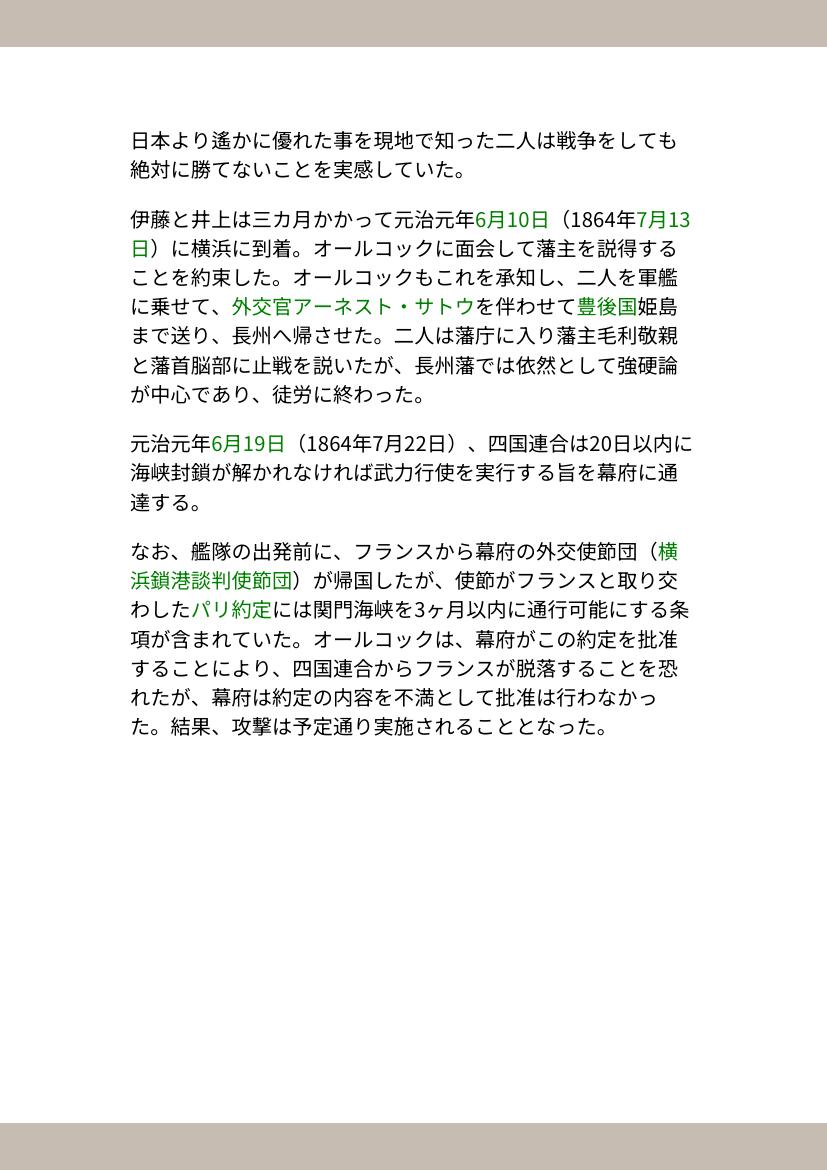 日本より遙かに優れた事を現地で知った二人は戦争をしても
絶対に勝てないことを実感していた。
伊藤と井上は三カ月かかって元治元年6月10日（1864年7月13
日）に横浜に到着。オールコックに面会して藩主を説得する
ことを約束した。オールコックもこれを承知し、二人を軍艦
に乗せて、外交官アーネスト・サトウを伴わせて豊後国姫島
まで送り、長州へ帰させた。二人は藩庁に入り藩主毛利敬親
と藩首脳部に止戦を説いたが、長州藩では依然として強硬論
が中心であり、徒労に終わった。
元治元年6月19日（1864年7月22日）、四国連合は20日以内に
海峡封鎖が解かれなければ武力行使を実行する旨を幕府に通
達する。
なお、艦隊の出発前に、フランスから幕府の外交使節団（横
浜鎖港談判使節団）が帰国したが、使節がフランスと取り交
わしたパリ約定には関門海峡を3ヶ月以内に通行可能にする条
項が含まれていた。オールコックは、幕府がこの約定を批准
することにより、四国連合からフランスが脱落することを恐
れたが、幕府は約定の内容を不満として批准は行わなかっ
た。結果、攻撃は予定通り実施されることとなった。